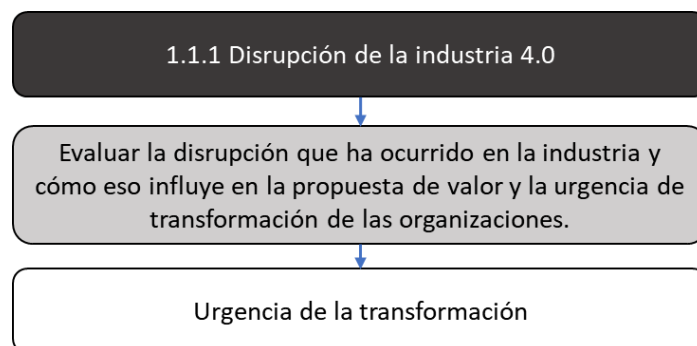 1.1.1 Disrupción de la industria 4.0
Evaluar la disrupción que ha ocurrido en la industria y
cómo eso influye en la propuesta de valor y la urgencia de
transformación de las organizaciones.
Urgencia de la transformación